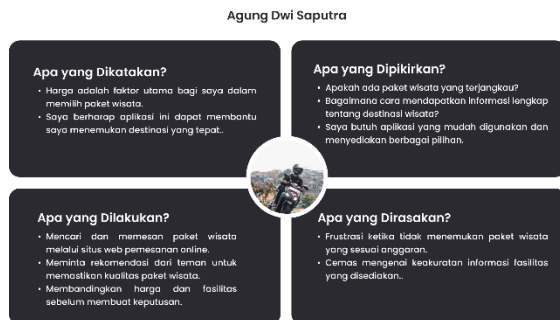 Agung Dwi Saputra
Apa yang Dikatakan?
• Harga adalah faktor utama bagi saya dalam
memilih paket wisata.
• Saya berharap aplikasi ini dapat membantu
saya menemukan destinasi yang tepat..
Apa yang Dipikirkan?
• Apakah ada paket wisata yang terjangkau?
• Bagaimana cara mendapatkan informasi lengkap
tentang destinasi wisata?
• Saya butuh aplikasi yang mudah digunakan dan
menyediakan berbagai pilihan.
Apa yang Dilakukan?
• Mencari dan memesan paket wisata
melalui situs web pemesanan online.
• Meminta rekomendasi dari teman untuk
memastikan kualitas paket wisata.
• Membandingkan harga dan fasilitas
sebelum membuat keputusan.
Apa yang Dirasakan?
• Frustrasi ketika tidak menemukan paket wisata
yang sesuai anggaran.
• Cemas mengenai keakuratan informasi fasilitas
yang disediakan..